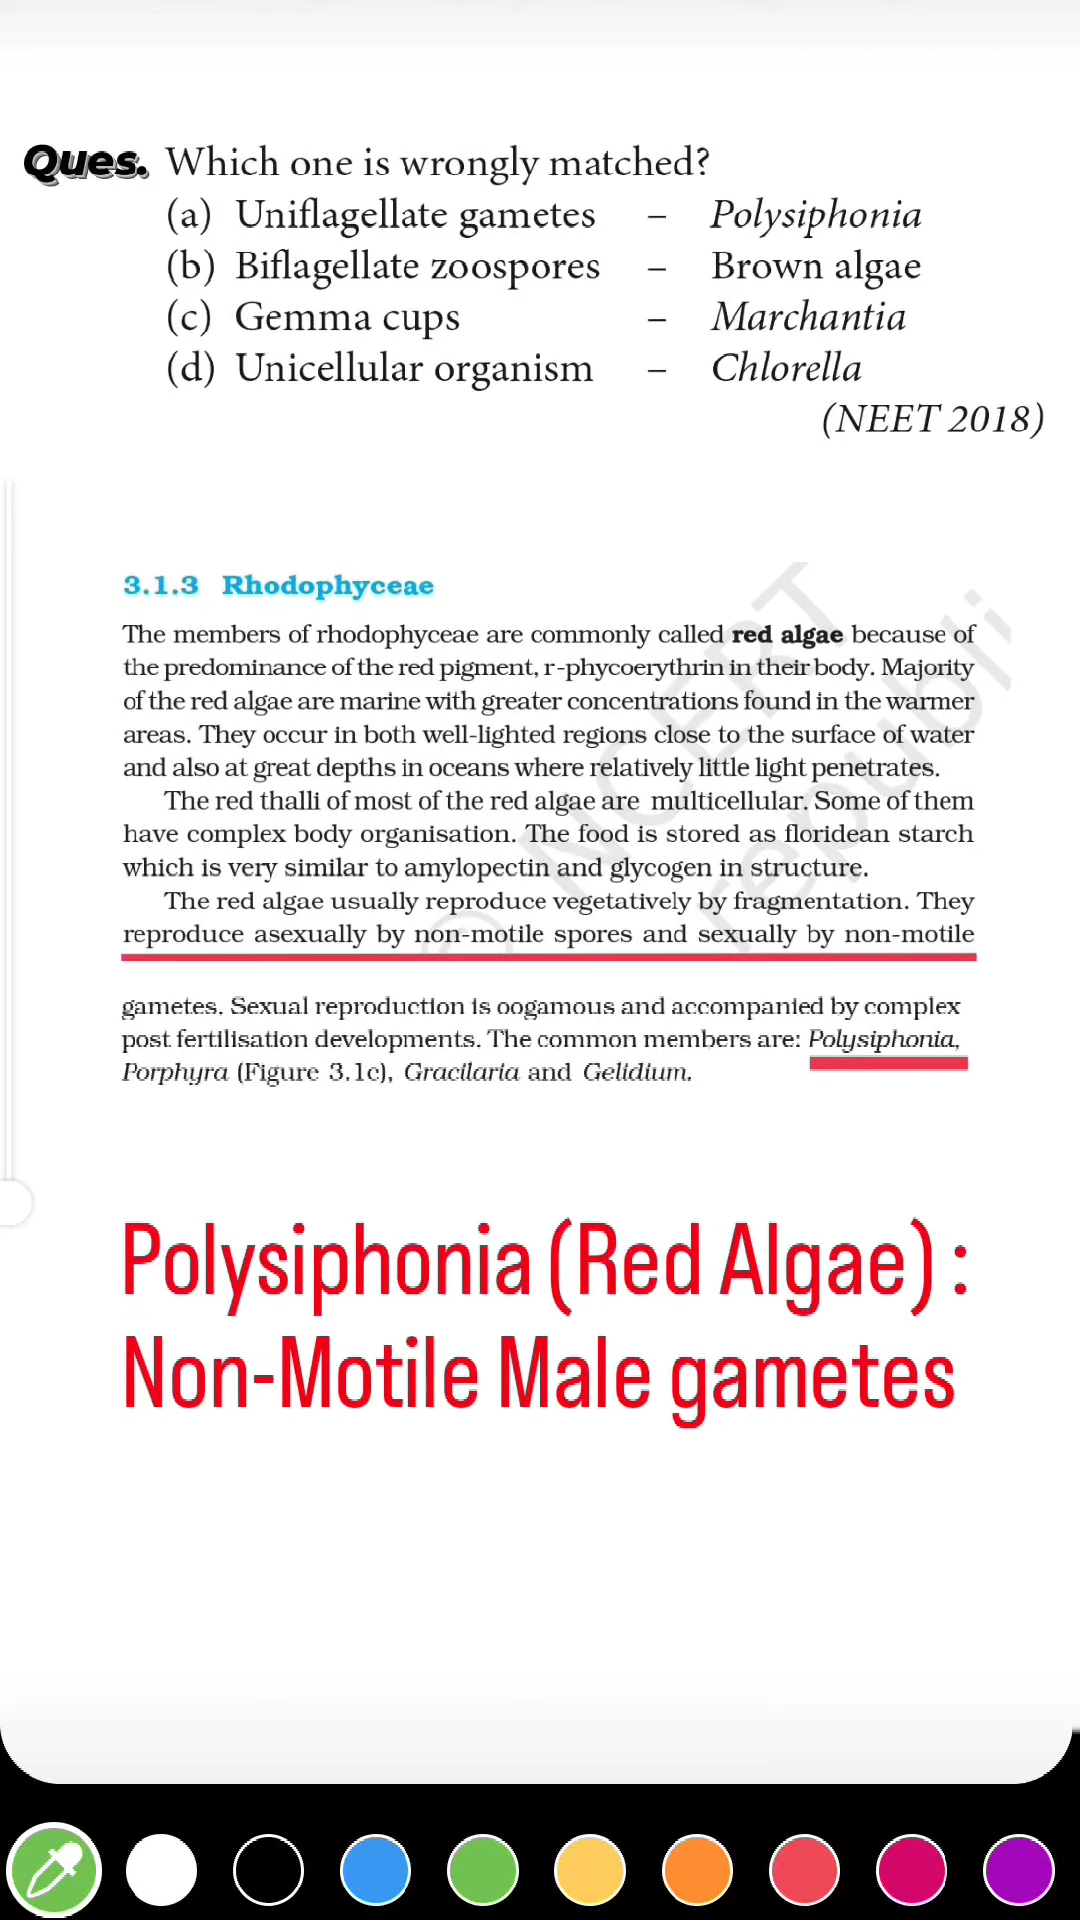 Ques. Which one is wrongly matched?
(a) Uniflagellate gametes – Polysiphonia
(b) Biflagellate zoospores – Brown algae
(c) Gemma cups – Marchantia
(d) Unicellular organism – Chlorella
(NEET 2018)
3.1.3 Rhodophyceae
The members of rhodophyceae are commonly called red algae because of
the predominance of the red pigment, r-phycoerythrin in their body. Majority
of the red algae are marine with greater concentrations found in the warmer
areas. They occur in both well-lighted regions close to the surface of water
and also at great depths in oceans where relatively little light penetrates.
The red thalli of most of the red algae are multicellular. Some of them
have complex body organisation. The food is stored as floridean starch
which is very similar to amylopectin and glycogen in structure.
The red algae usually reproduce vegetatively by fragmentation. They
reproduce asexually by non-motile spores and sexually by non-motile
gametes. Sexual reproduction is oogamous and accompanied by complex
post fertilisation developments. The common members are: Polysiphonia,
Porphyra (Figure 3.1c), Gracilaria and Gelidium.
© NCERT
republi
Polysiphonia (Red Algae) :
Non-Motile Male gametes